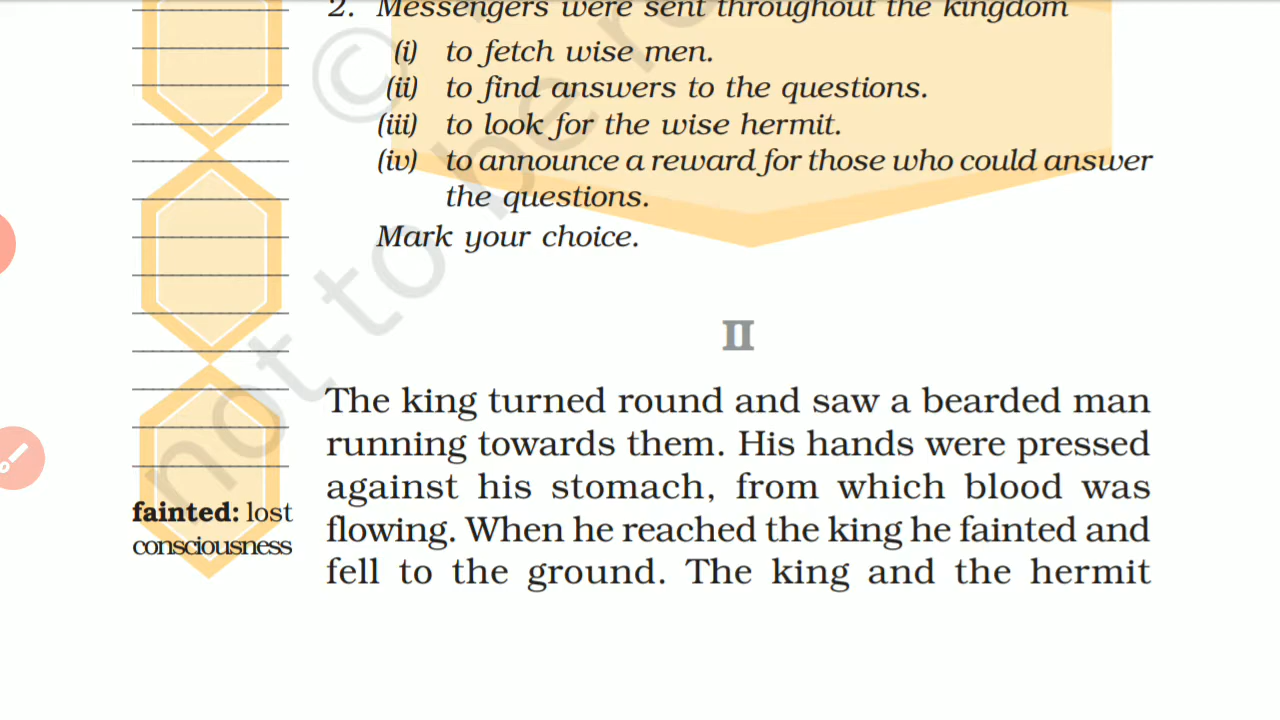 2. Messengers were sent throughout the kingdom
(i) to fetch wise men.
(ii) to find answers to the questions.
(iii) to look for the wise hermit.
(iv) to announce a reward for those who could answer
the questions.
Mark your choice.
II
The king turned round and saw a bearded man
running towards them. His hands were pressed
against his stomach, from which blood was
flowing. When he reached the king he fainted and
fell to the ground. The king and the hermit
fainted: lost
consciousness
© not to be r